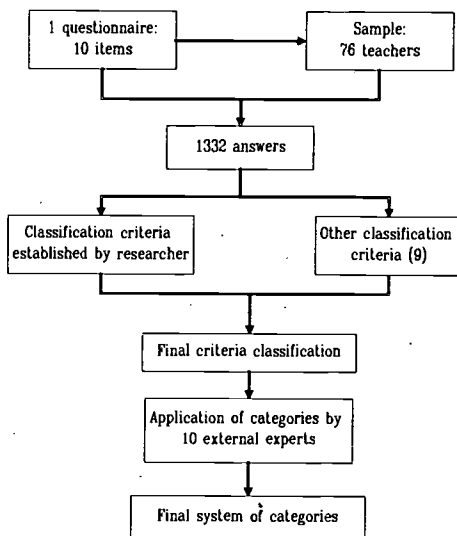 1 questionnaire:
10 items
Sample:
76 teachers
1332 answers
Classification criteria
established by researcher
Other classification
criteria (9)
Final criteria classification
Application of categories by
10 external experts
Final system of categories